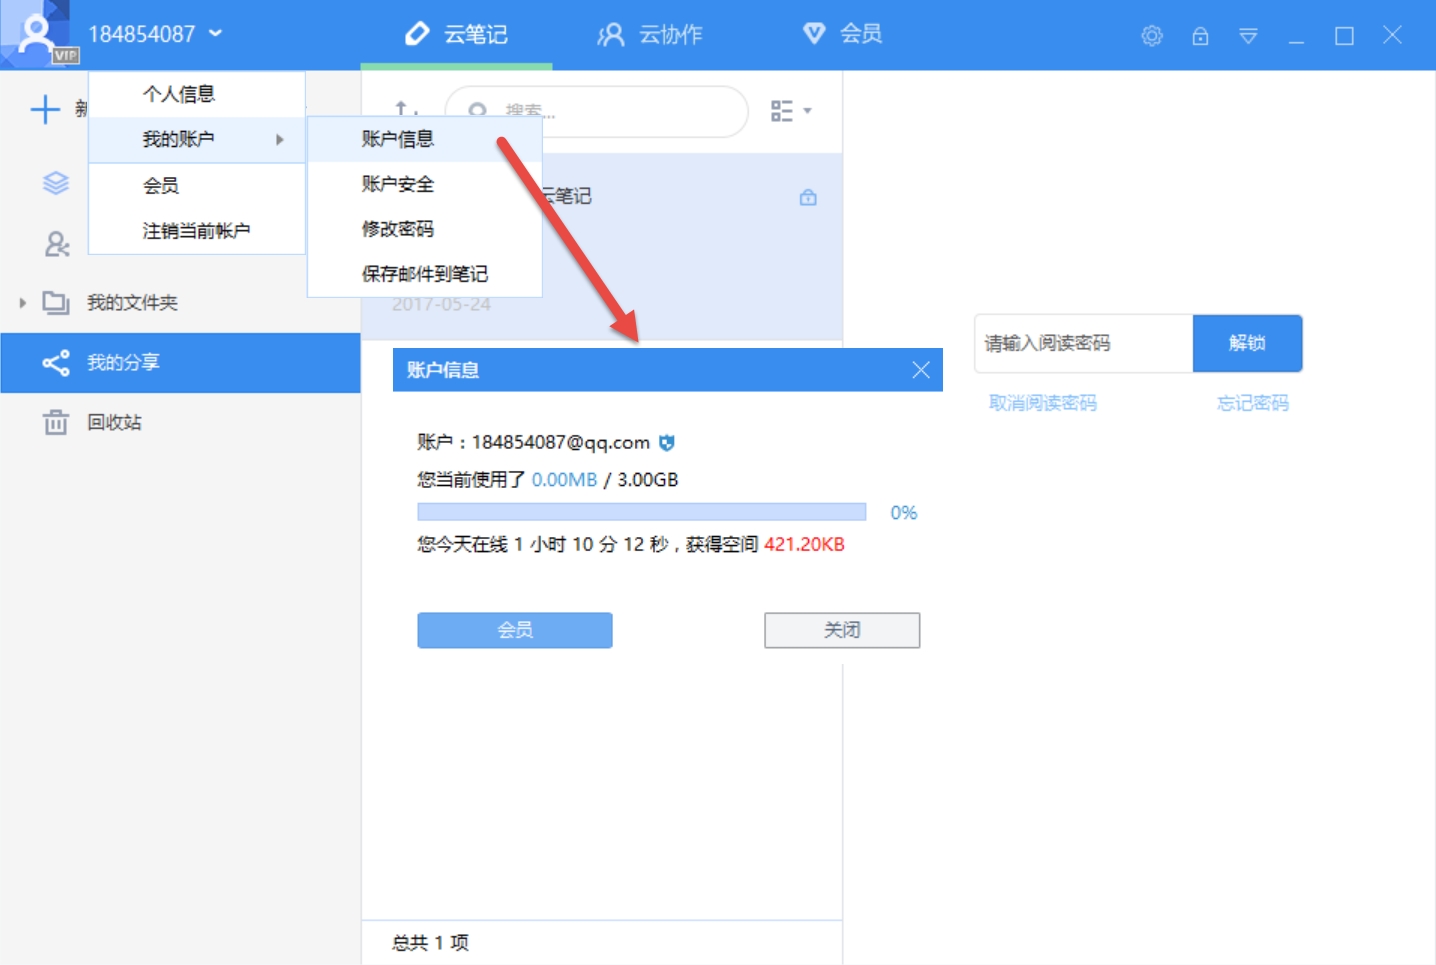 184854087
VIP
云笔记
云协作
会员
个人信息
我的账户
会员
注销当前帐户
新
搜索...
账户信息
账户安全
修改密码
保存邮件到笔记
云笔记
2017-05-24
我的文件夹
我的分享
回收站
请输入阅读密码
解锁
取消阅读密码
忘记密码
账户信息
账户：184854087@qq.com
您当前使用了 0.00MB / 3.00GB
0%
您今天在线 1 小时 10 分 12 秒，获得空间 421.20KB
会员
关闭
总共 1 项